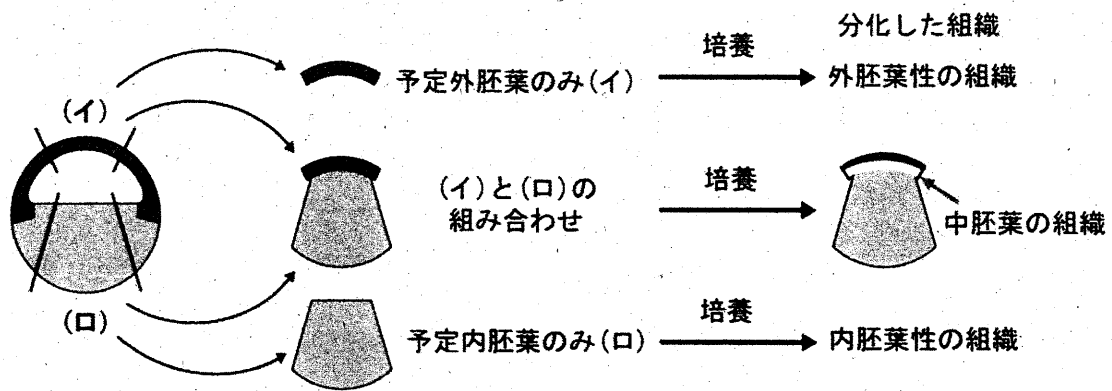 分化した組織
培養
予定外胚葉のみ(イ)
外胚葉性の組織
(イ)
(イ)と(ロ)の
組み合わせ
培養
中胚葉の組織
(ロ)
予定内胚葉のみ(ロ)
培養
内胚葉性の組織